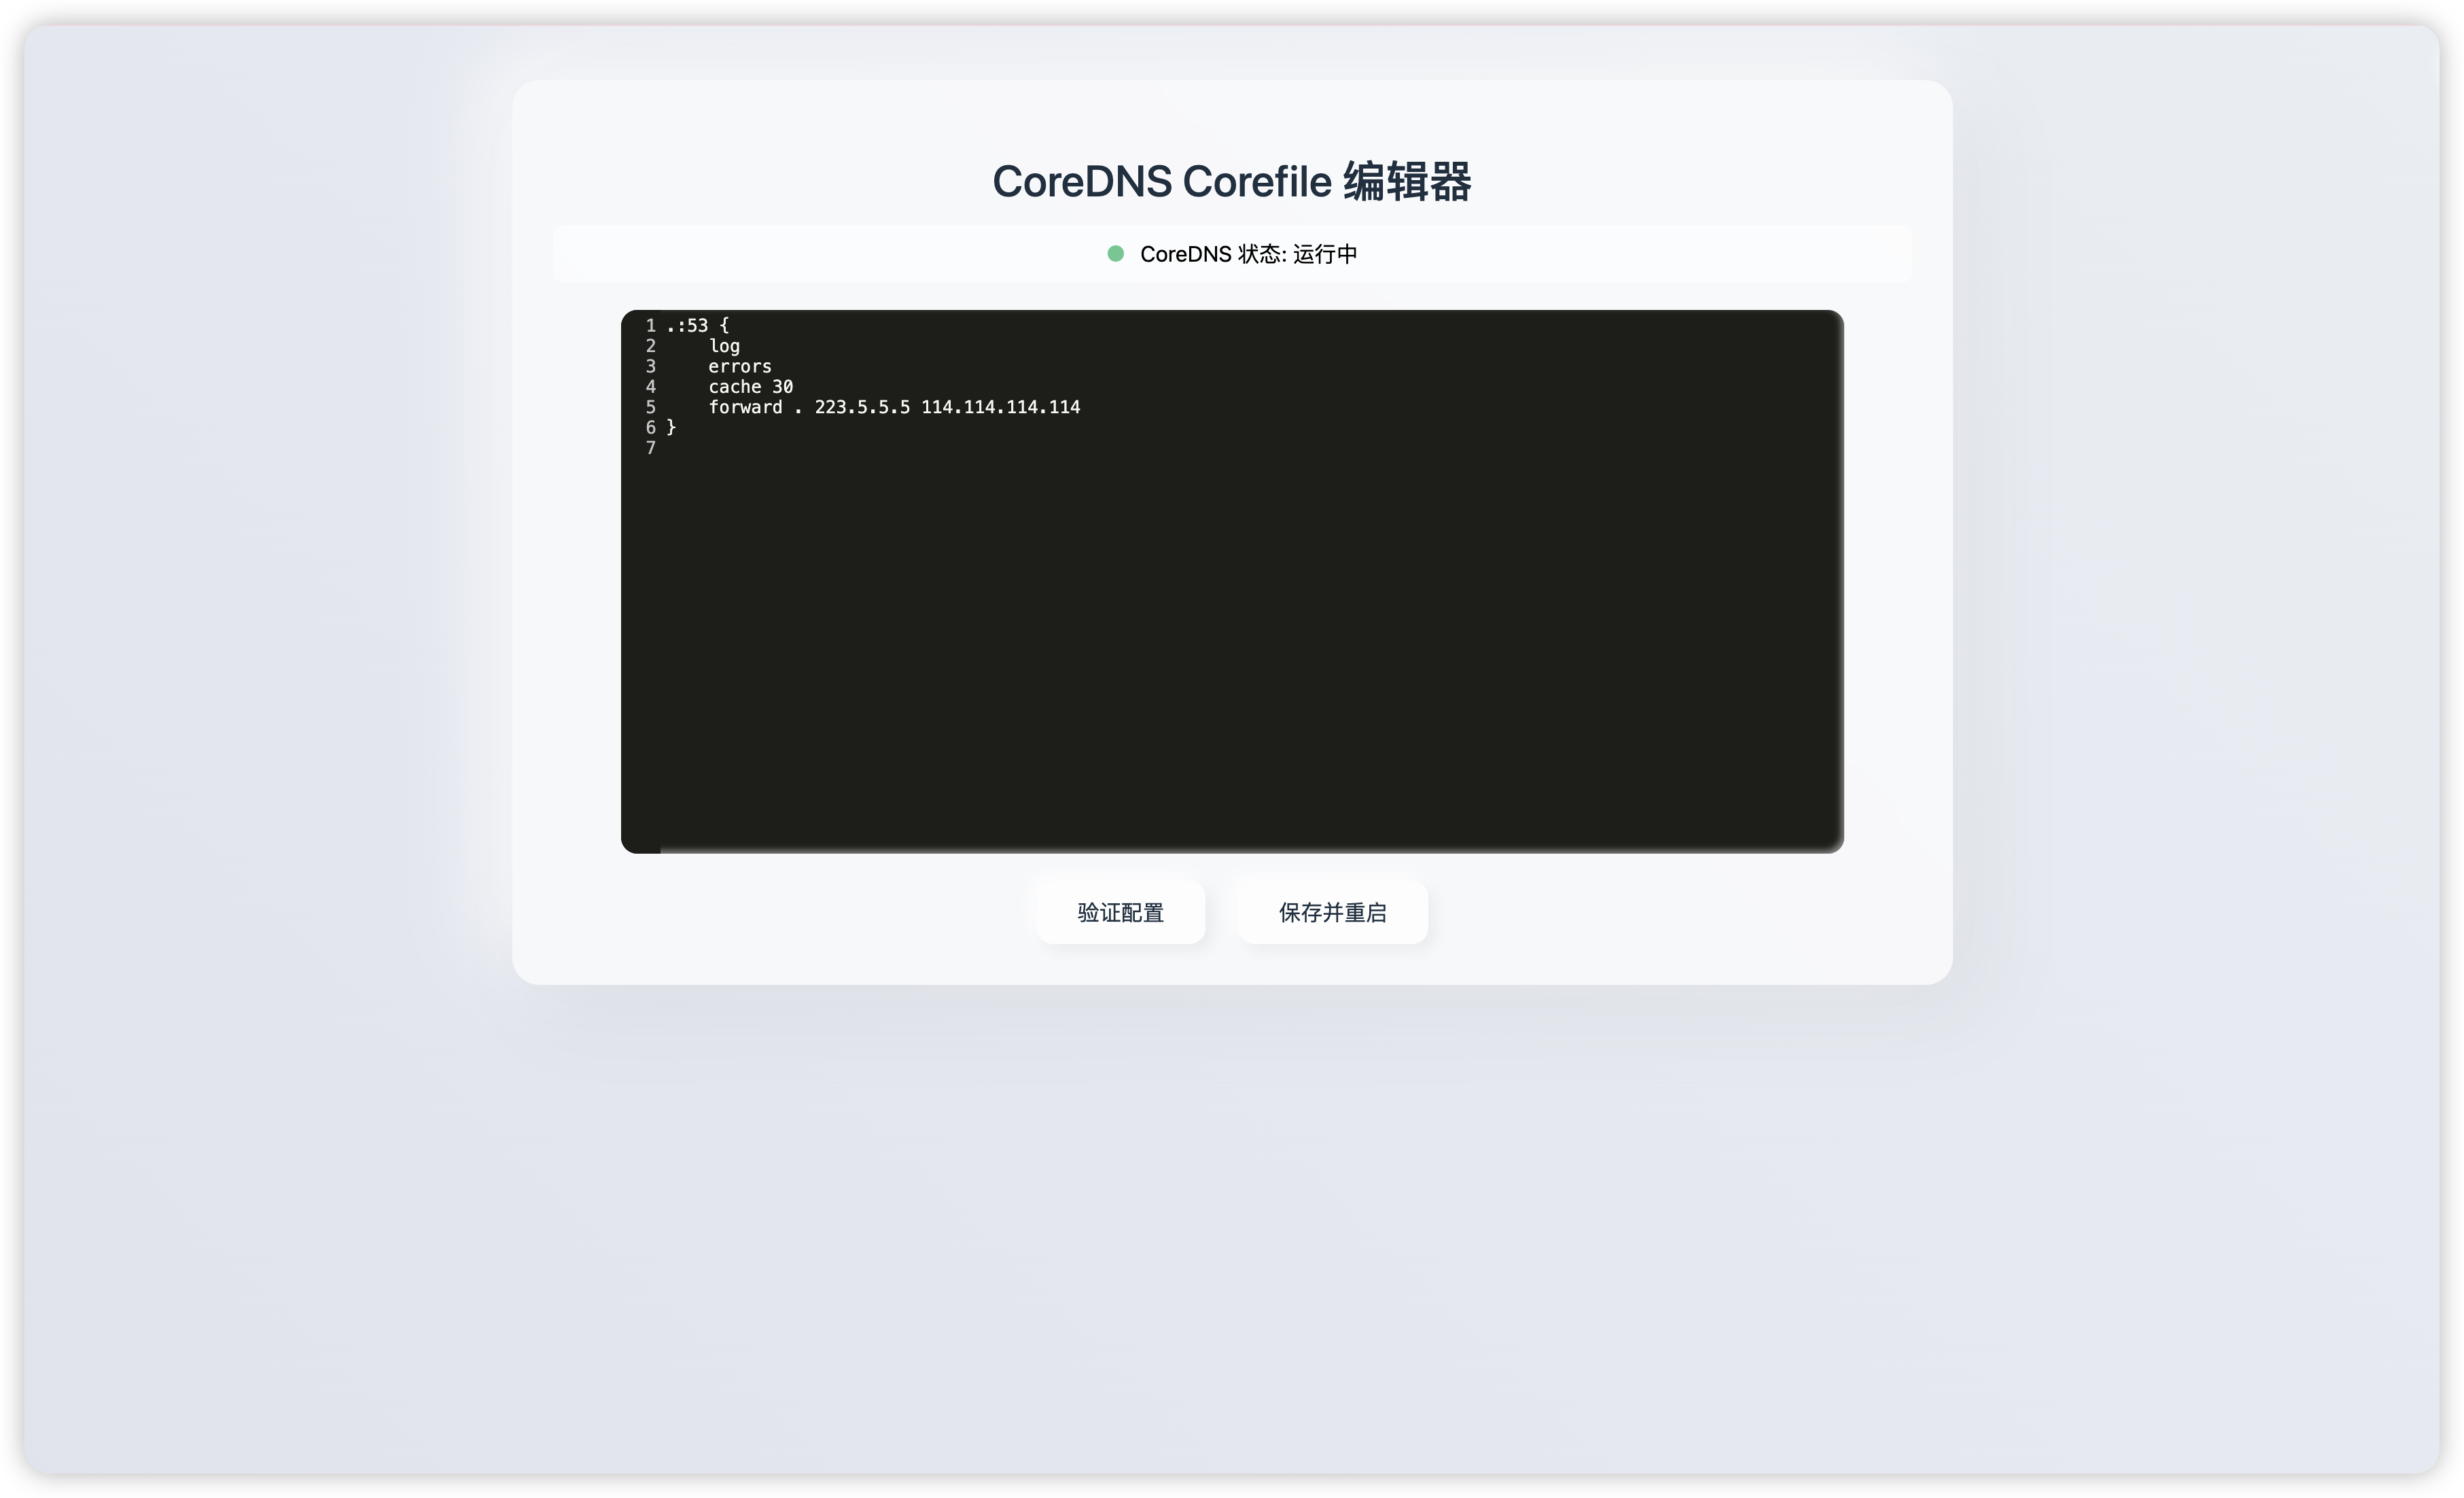 CoreDNS Corefile 编辑器
CoreDNS 状态: 运行中
1 .:53 {
2     log
3     errors
4     cache 30
5     forward . 223.5.5.5 114.114.114.114
6 }
7
验证配置 保存并重启